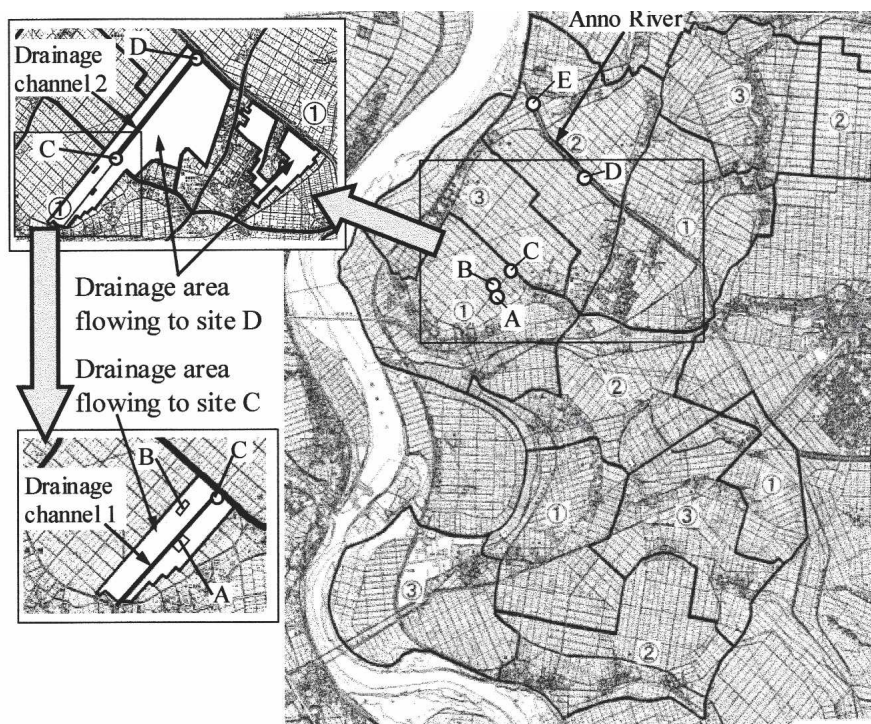 Anno River
D
Drainage
channel 2
①
C
①
E
③
②
②
D
③
①
B
C
A
①
Drainage area
flowing to site D
Drainage area
flowing to site C
B
C
Drainage
channel 1
A
②
①
①
③
③
②